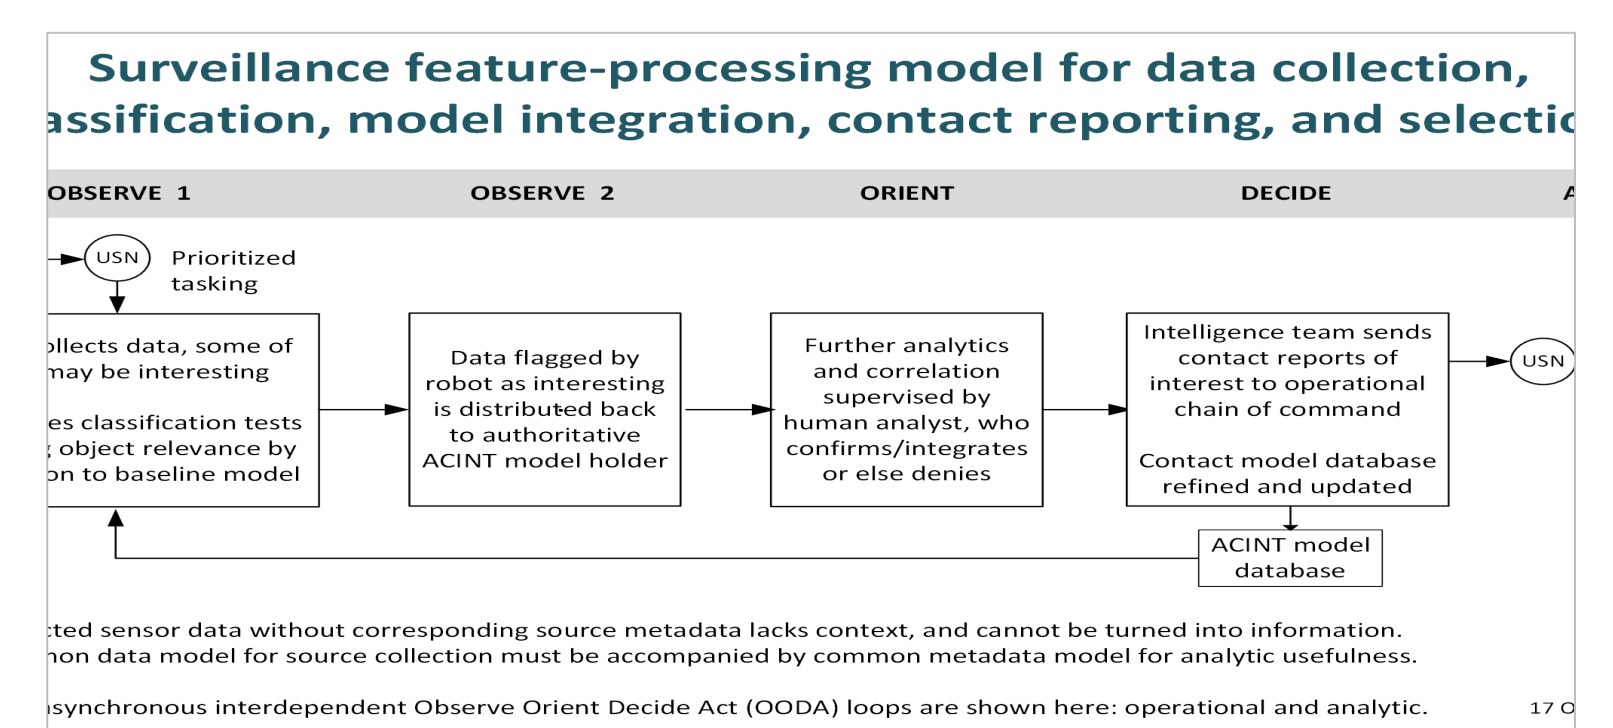 Surveillance feature-processing model for data collection,
assification, model integration, contact reporting, and selectio
OBSERVE 1
OBSERVE 2
ORIENT
DECIDE
A
USN
Prioritized
tasking
ollects data, some of
may be interesting
es classification tests
g object relevance by
on to baseline model
Data flagged by
robot as interesting
is distributed back
to authoritative
ACINT model holder
Further analytics
and correlation
supervised by
human analyst, who
confirms/integrates
or else denies
Intelligence team sends
contact reports of
interest to operational
chain of command
Contact model database
refined and updated
USN
ACINT model
database
cted sensor data without corresponding source metadata lacks context, and cannot be turned into information.
non data model for source collection must be accompanied by common metadata model for analytic usefulness.
synchronous interdependent Observe Orient Decide Act (OODA) loops are shown here: operational and analytic.
17 O